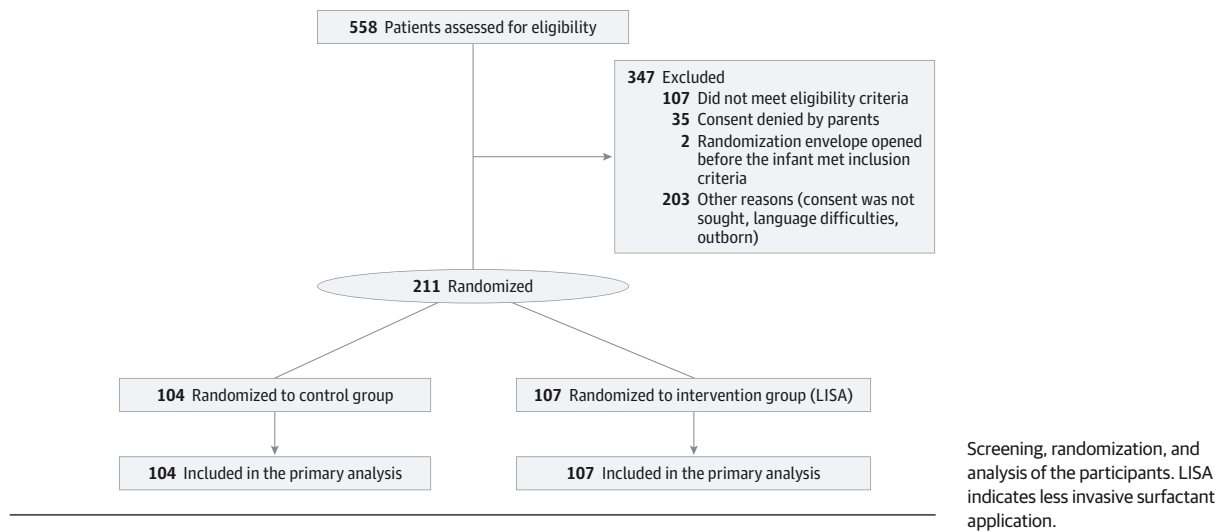 558 Patients assessed for eligibility
347 Excluded
107 Did not meet eligibility criteria
35 Consent denied by parents
2 Randomization envelope opened
before the infant met inclusion
criteria
203 Other reasons (consent was not
sought, language difficulties,
outborn)
211 Randomized
104 Randomized to control group
107 Randomized to intervention group (LISA)
104 Included in the primary analysis
107 Included in the primary analysis
Screening, randomization, and
analysis of the participants. LISA
indicates less invasive surfactant
application.